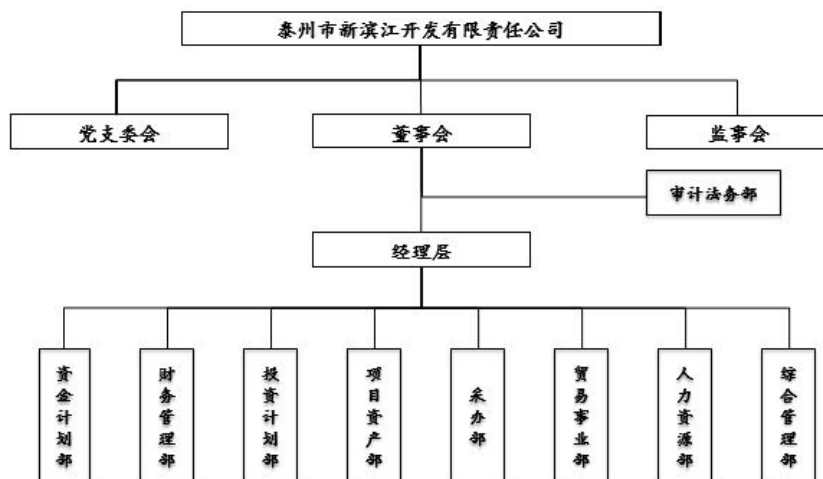 泰州市新滨江开发有限责任公司
党支委会
董事会
监事会
审计法务部
经理层
资金计划部
财务管理部
投资计划部
项目资产部
采办部
贸易事业部
人力资源部
综合管理部